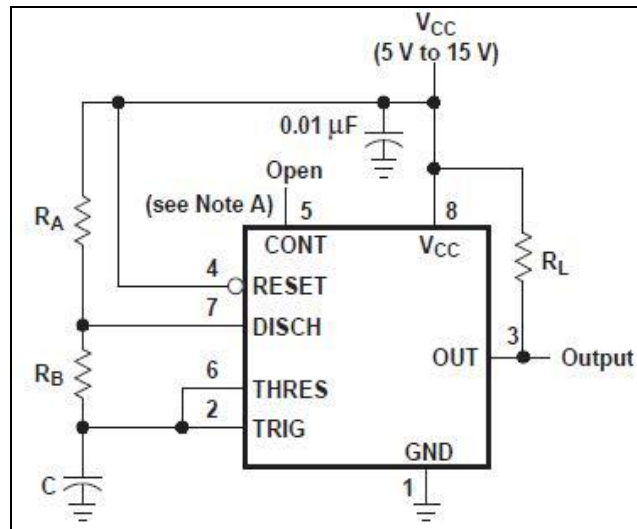 VCC
(5 V to 15 V)
0.01 μF
Open
(see Note A)
5
8
RA
CONT
VCC
RL
4
RESET
7
DISCH
3
OUT
Output
RB
6
THRES
2
TRIG
GND
C
1